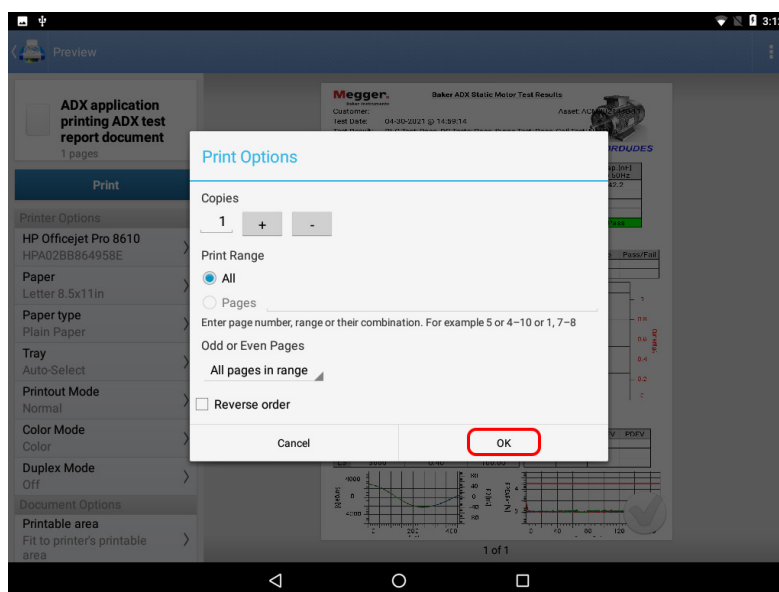 3:12
Preview
ADX application
printing ADX test
report document
1 pages
Print
Printer Options
HP Officejet Pro 8610
HPA02BB864958E
Paper
Letter 8.5x11in
Paper type
Plain Paper
Tray
Auto-Select
Printout Mode
Normal
Color Mode
Color
Duplex Mode
Off
Document Options
Printable area
Fit to printer's printable
area
Megger.
Baker Instruments
Baker ADX Static Motor Test Results
Customer:
Test Date: 04-30-2021 @ 14:59:14
Print Options
Copies
1 + -
Print Range
All
Pages
Enter page number, range or their combination. For example 5 or 4–10 or 1, 7–8
Odd or Even Pages
All pages in range
Reverse order
Cancel OK
Pass/Fail
1 of 1